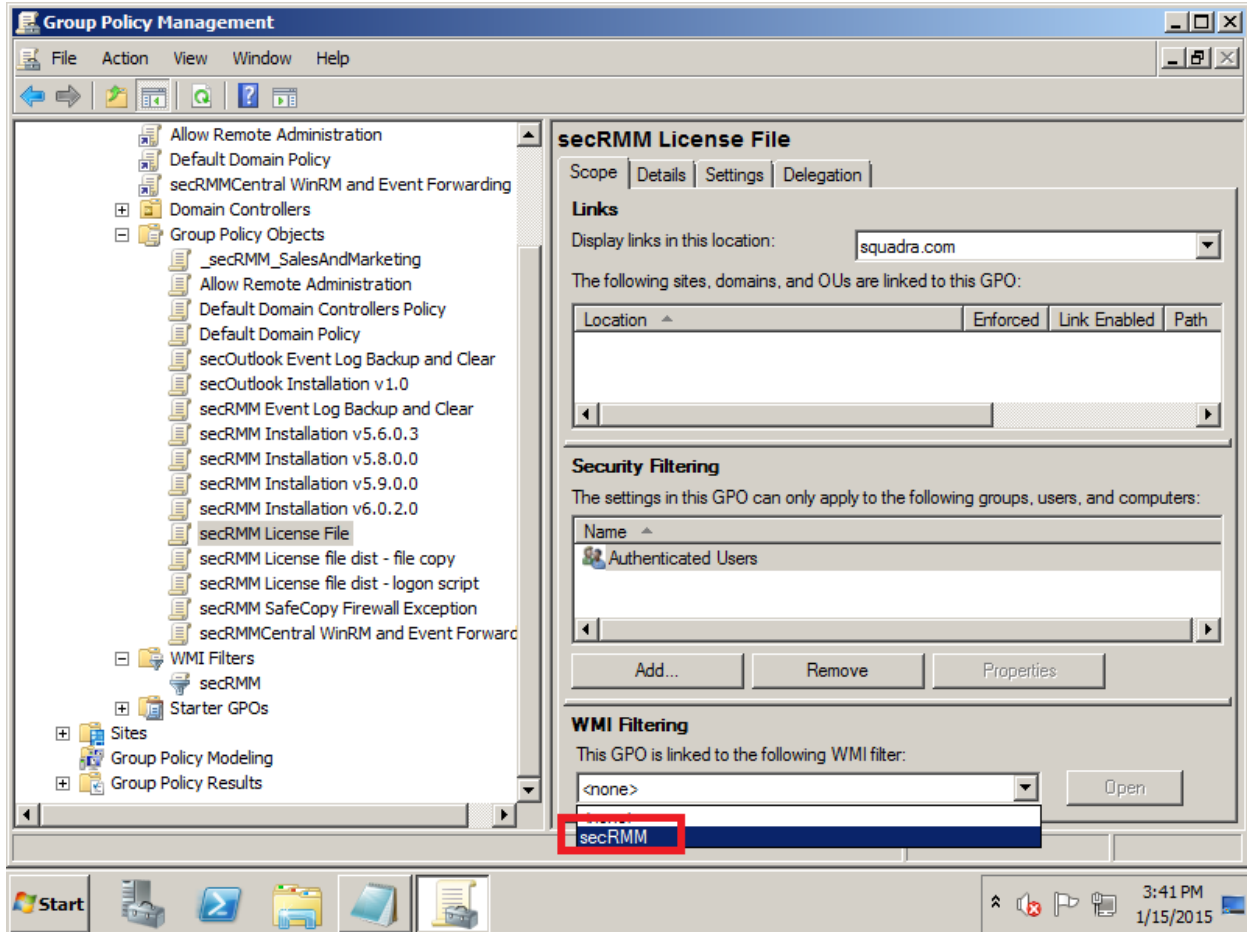 Group Policy Management
File Action View Window Help
Allow Remote Administration
Default Domain Policy
secRMMCentral WinRM and Event Forwarding
Domain Controllers
Group Policy Objects
_secRMM_SalesAndMarketing
Allow Remote Administration
Default Domain Controllers Policy
Default Domain Policy
secOutlook Event Log Backup and Clear
secOutlook Installation v1.0
secRMM Event Log Backup and Clear
secRMM Installation v5.6.0.3
secRMM Installation v5.8.0.0
secRMM Installation v5.9.0.0
secRMM Installation v6.0.2.0
secRMM License File
secRMM License file dist - file copy
secRMM License file dist - logon script
secRMM SafeCopy Firewall Exception
secRMMCentral WinRM and Event Forward
WMI Filters
secRMM
Starter GPOs
Sites
Group Policy Modeling
Group Policy Results
secRMM License File
Scope Details Settings Delegation
Links
Display links in this location: squadra.com
The following sites, domains, and OUs are linked to this GPO:
Location Enforced Link Enabled Path
Security Filtering
The settings in this GPO can only apply to the following groups, users, and computers:
Name
Authenticated Users
Add... Remove Properties
WMI Filtering
This GPO is linked to the following WMI filter:
<none> Open
secRMM
Start
3:41 PM
1/15/2015